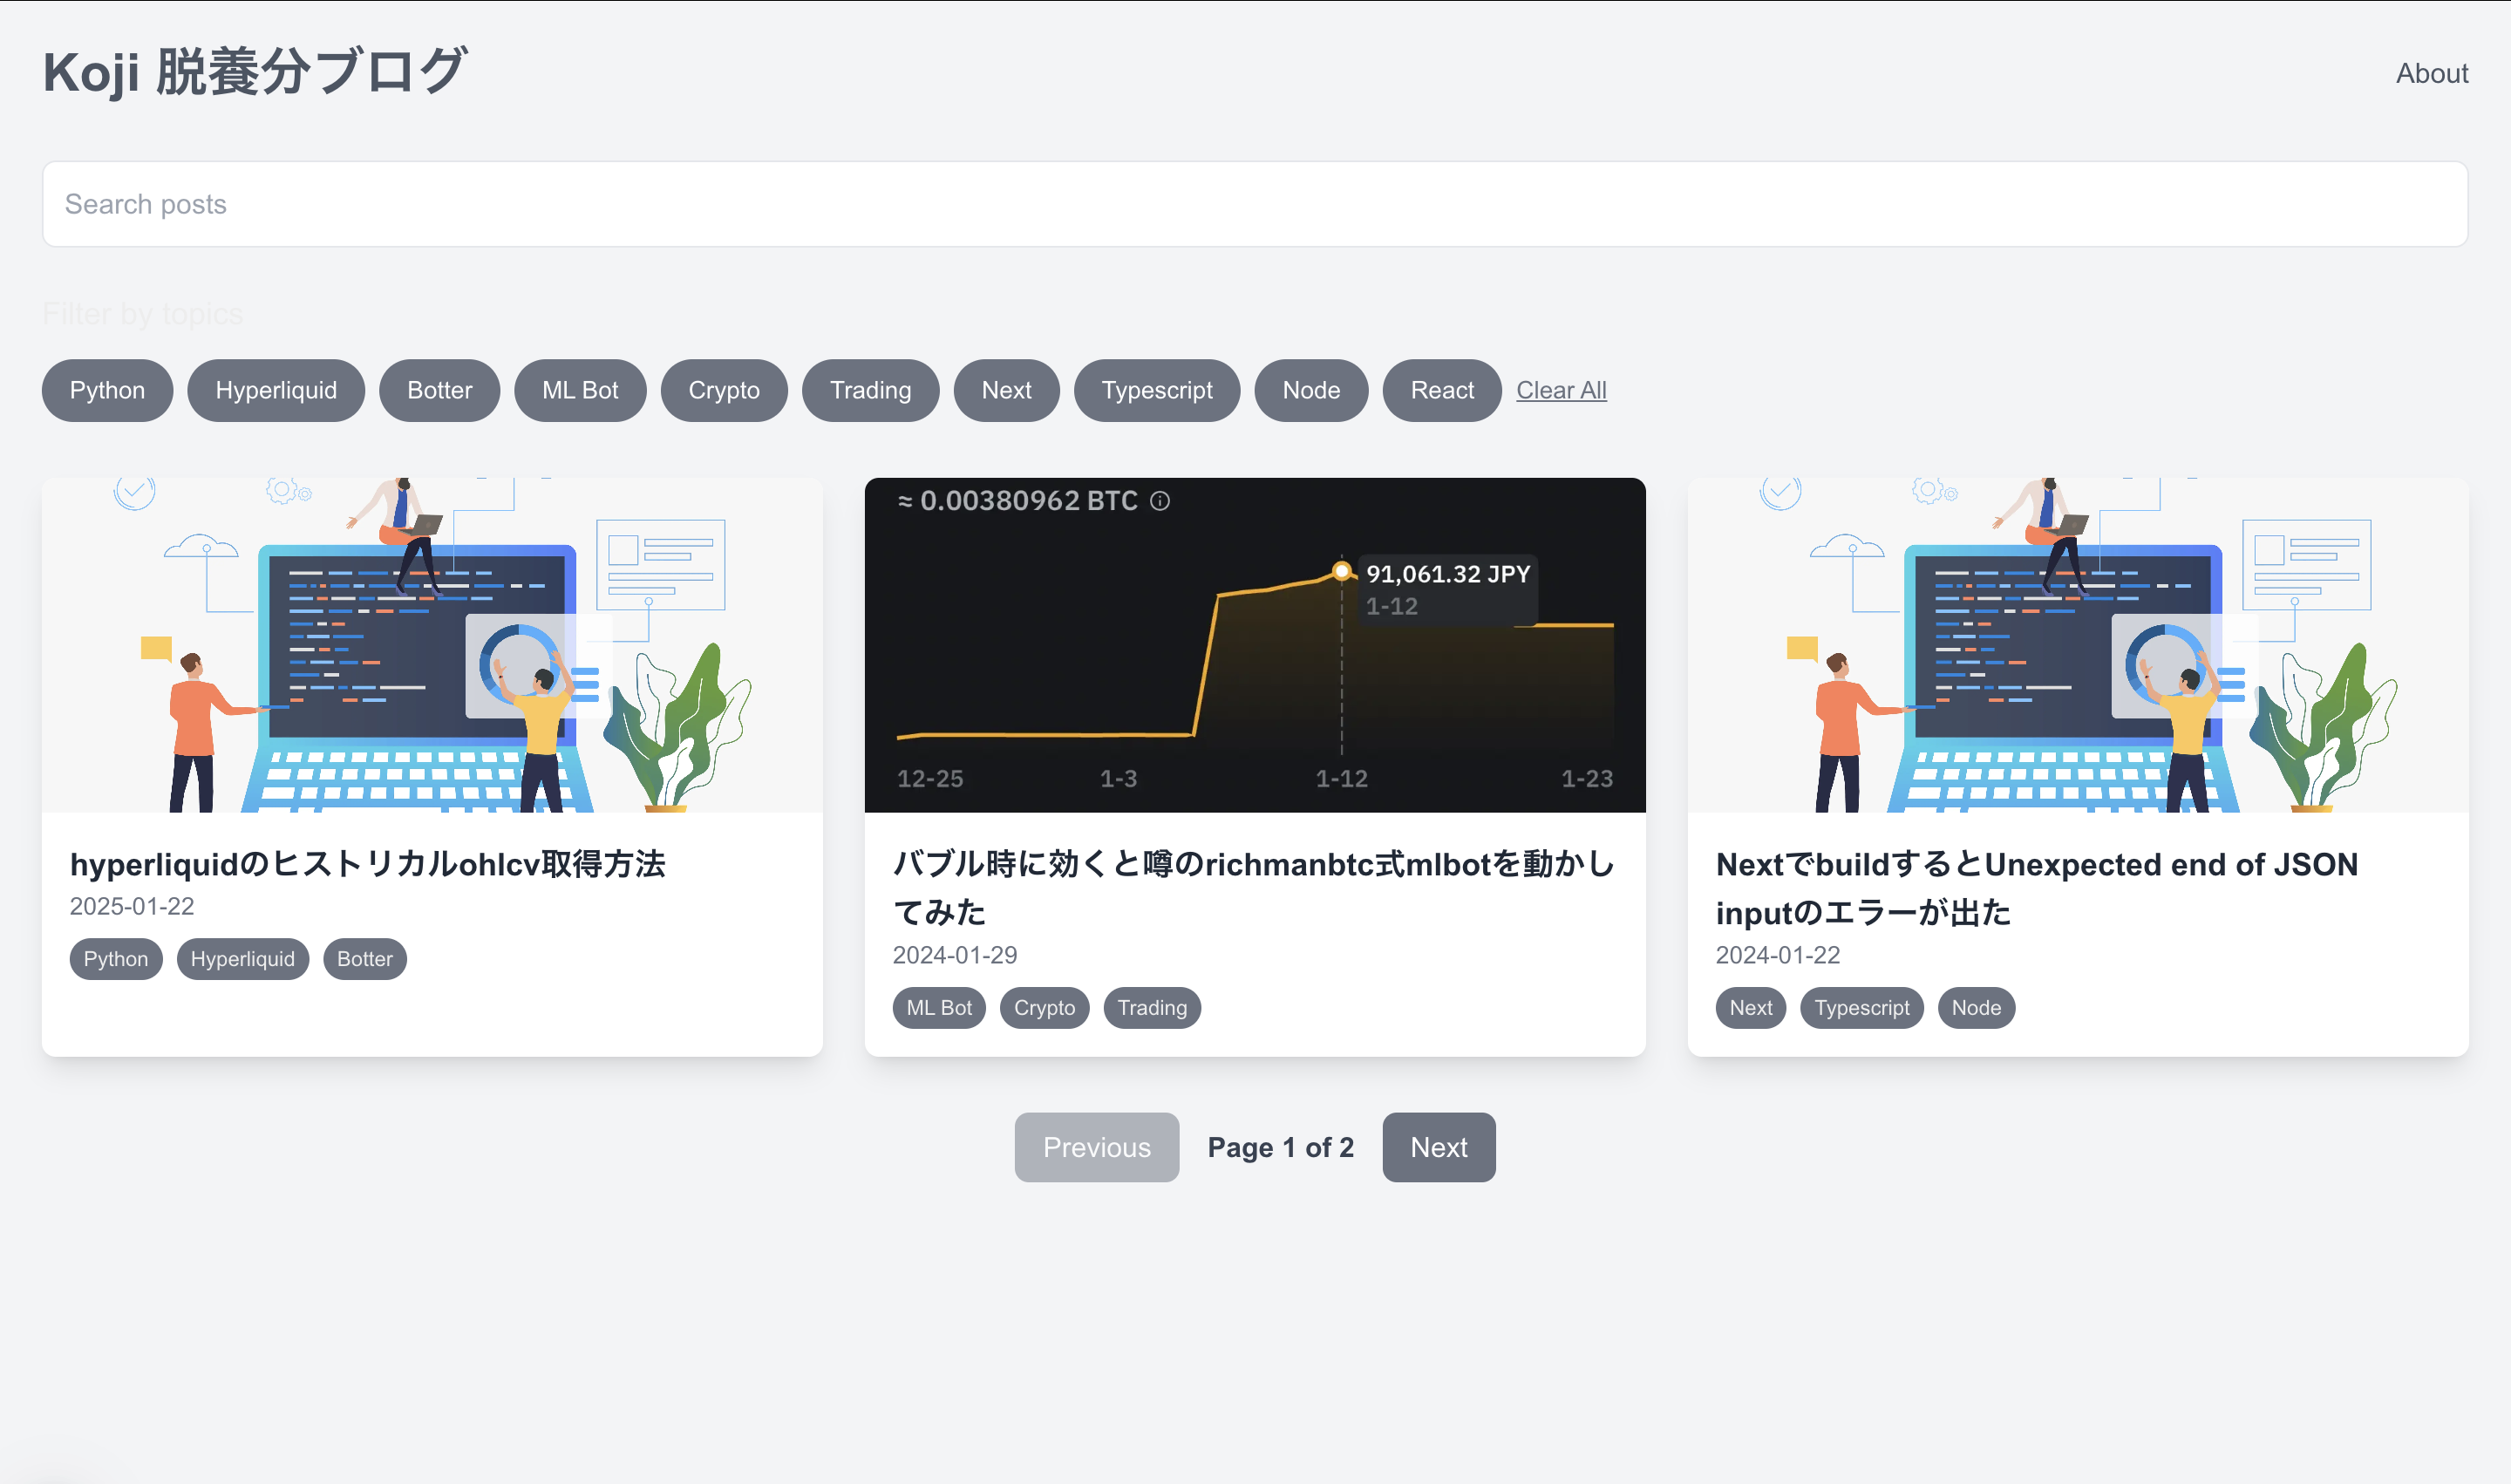 Koji 脱養分ブログ
About
Search posts
Filter by topics
Python
Hyperliquid
Botter
ML Bot
Crypto
Trading
Next
Typescript
Node
React
Clear All
hyperliquidのヒストリカルohlcv取得方法
2025-01-22
Python
Hyperliquid
Botter
≈ 0.00380962 BTC
91,061.32 JPY
1-12
12-25
1-3
1-12
1-23
バブル時に効くと噂のrichmanbtc式mlbotを動かし
てみた
2024-01-29
ML Bot
Crypto
Trading
NextでbuildするとUnexpected end of JSON
inputのエラーが出た
2024-01-22
Next
Typescript
Node
Previous
Page 1 of 2
Next